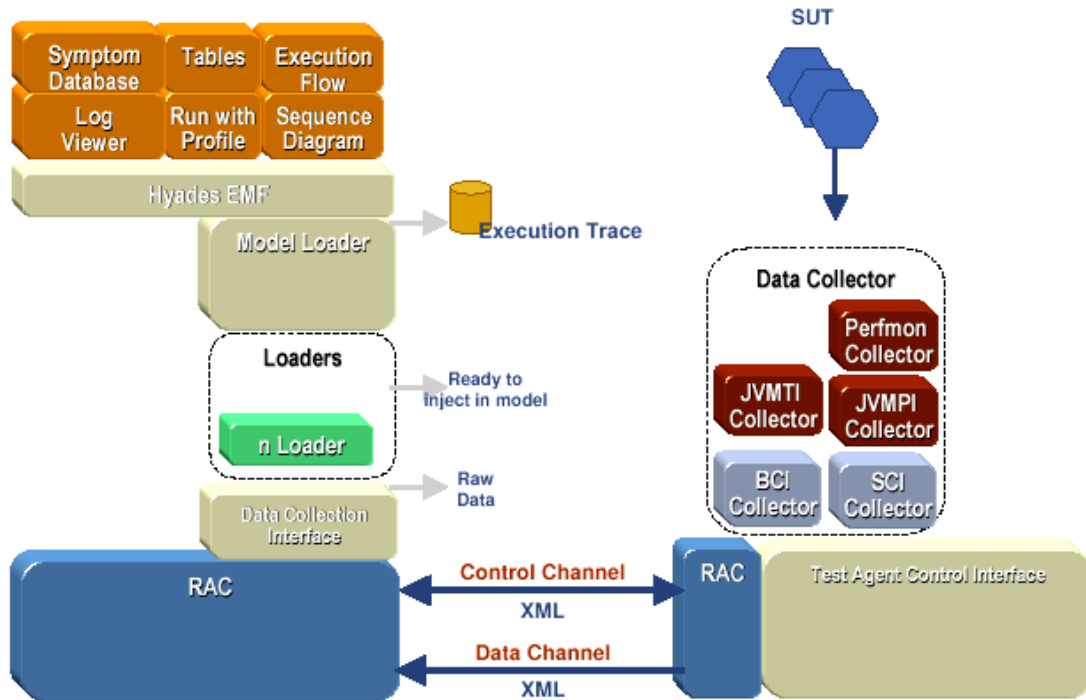 SUT
Symptom
Database
Tables
Execution
Flow
Log
Viewer
Run with
Profile
Sequence
Diagram
Hyades EMF
Model Loader
Execution Trace
Loaders
Ready to
inject in model
n Loader
Raw
Data
Data Collection
Interface
Data Collector
Perfmon
Collector
JVMTI
Collector
JVMPI
Collector
BCI
Collector
SCI
Collector
RAC
Control Channel
XML
Data Channel
XML
RAC
Test Agent Control Interface